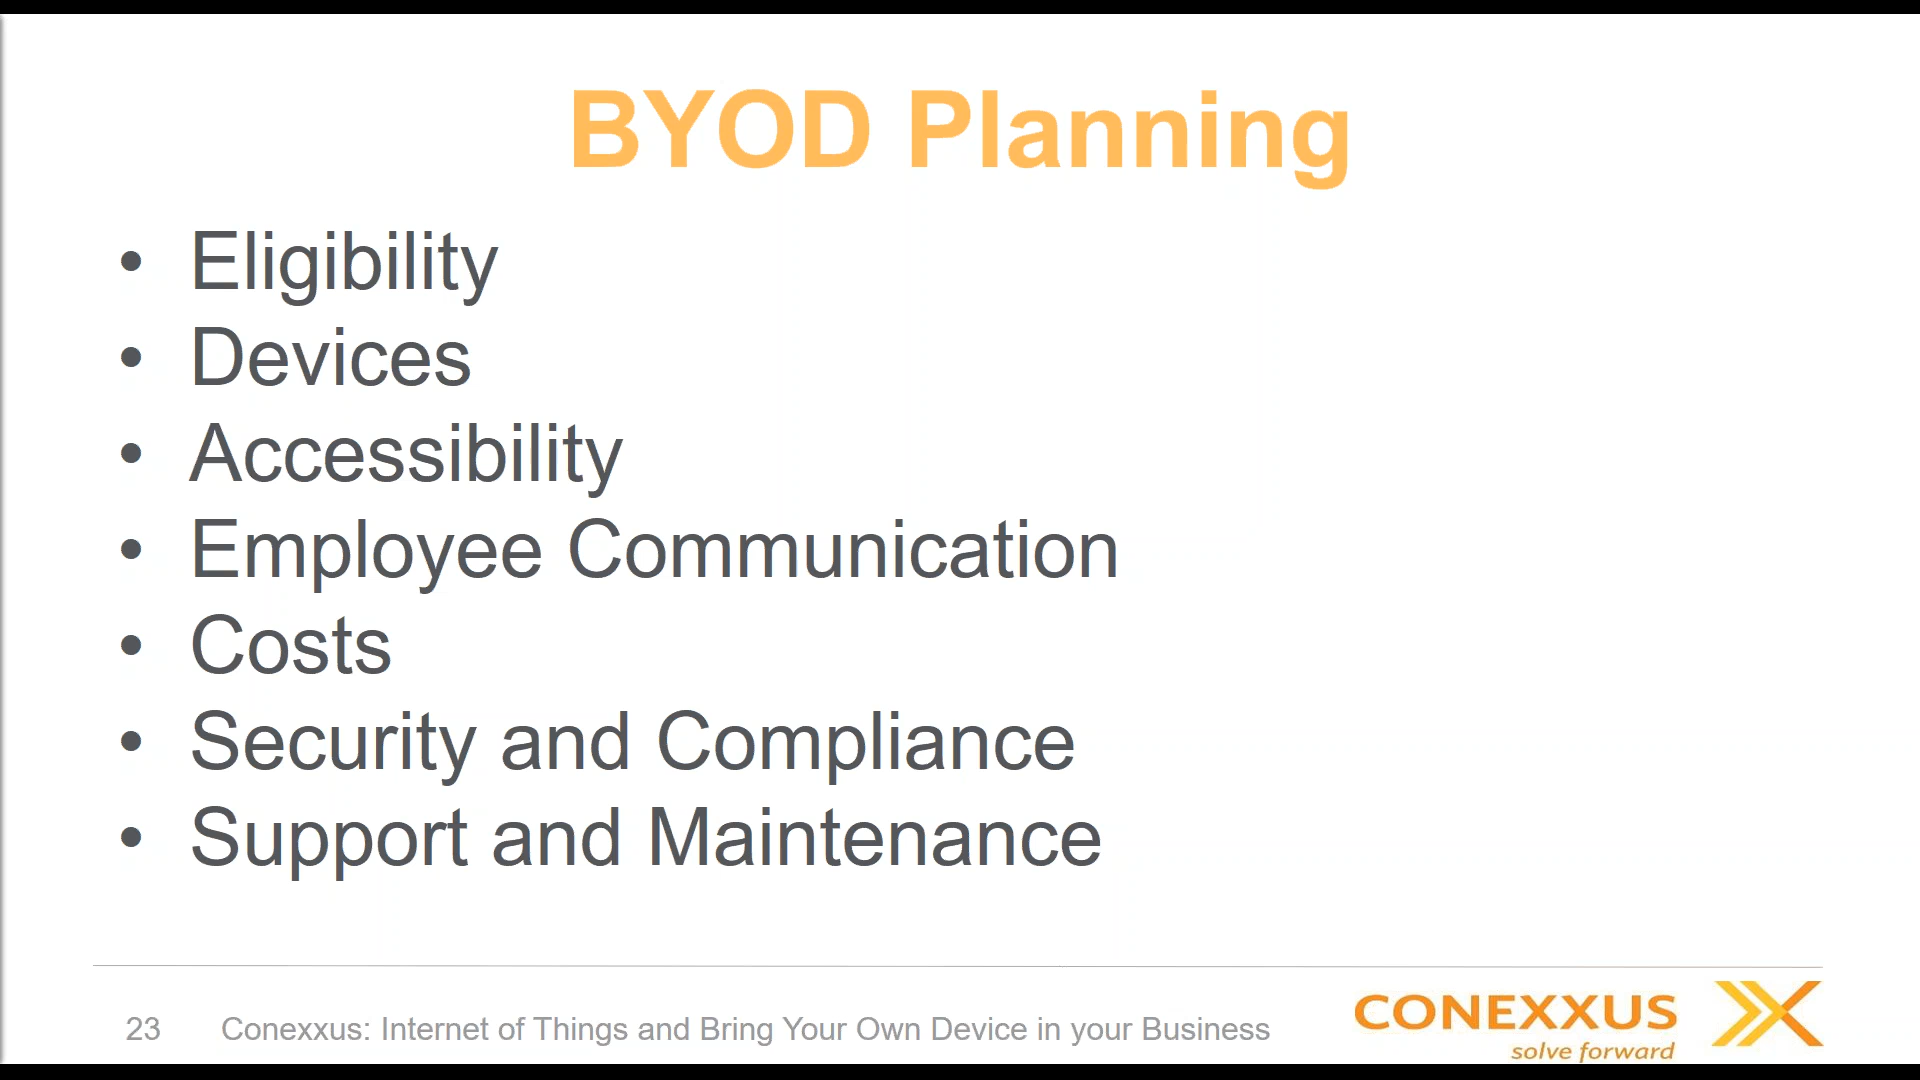 BYOD Planning
• Eligibility
• Devices
• Accessibility
• Employee Communication
• Costs
• Security and Compliance
• Support and Maintenance
23 Conexxus: Internet of Things and Bring Your Own Device in your Business
CONEXXUS
solve forward